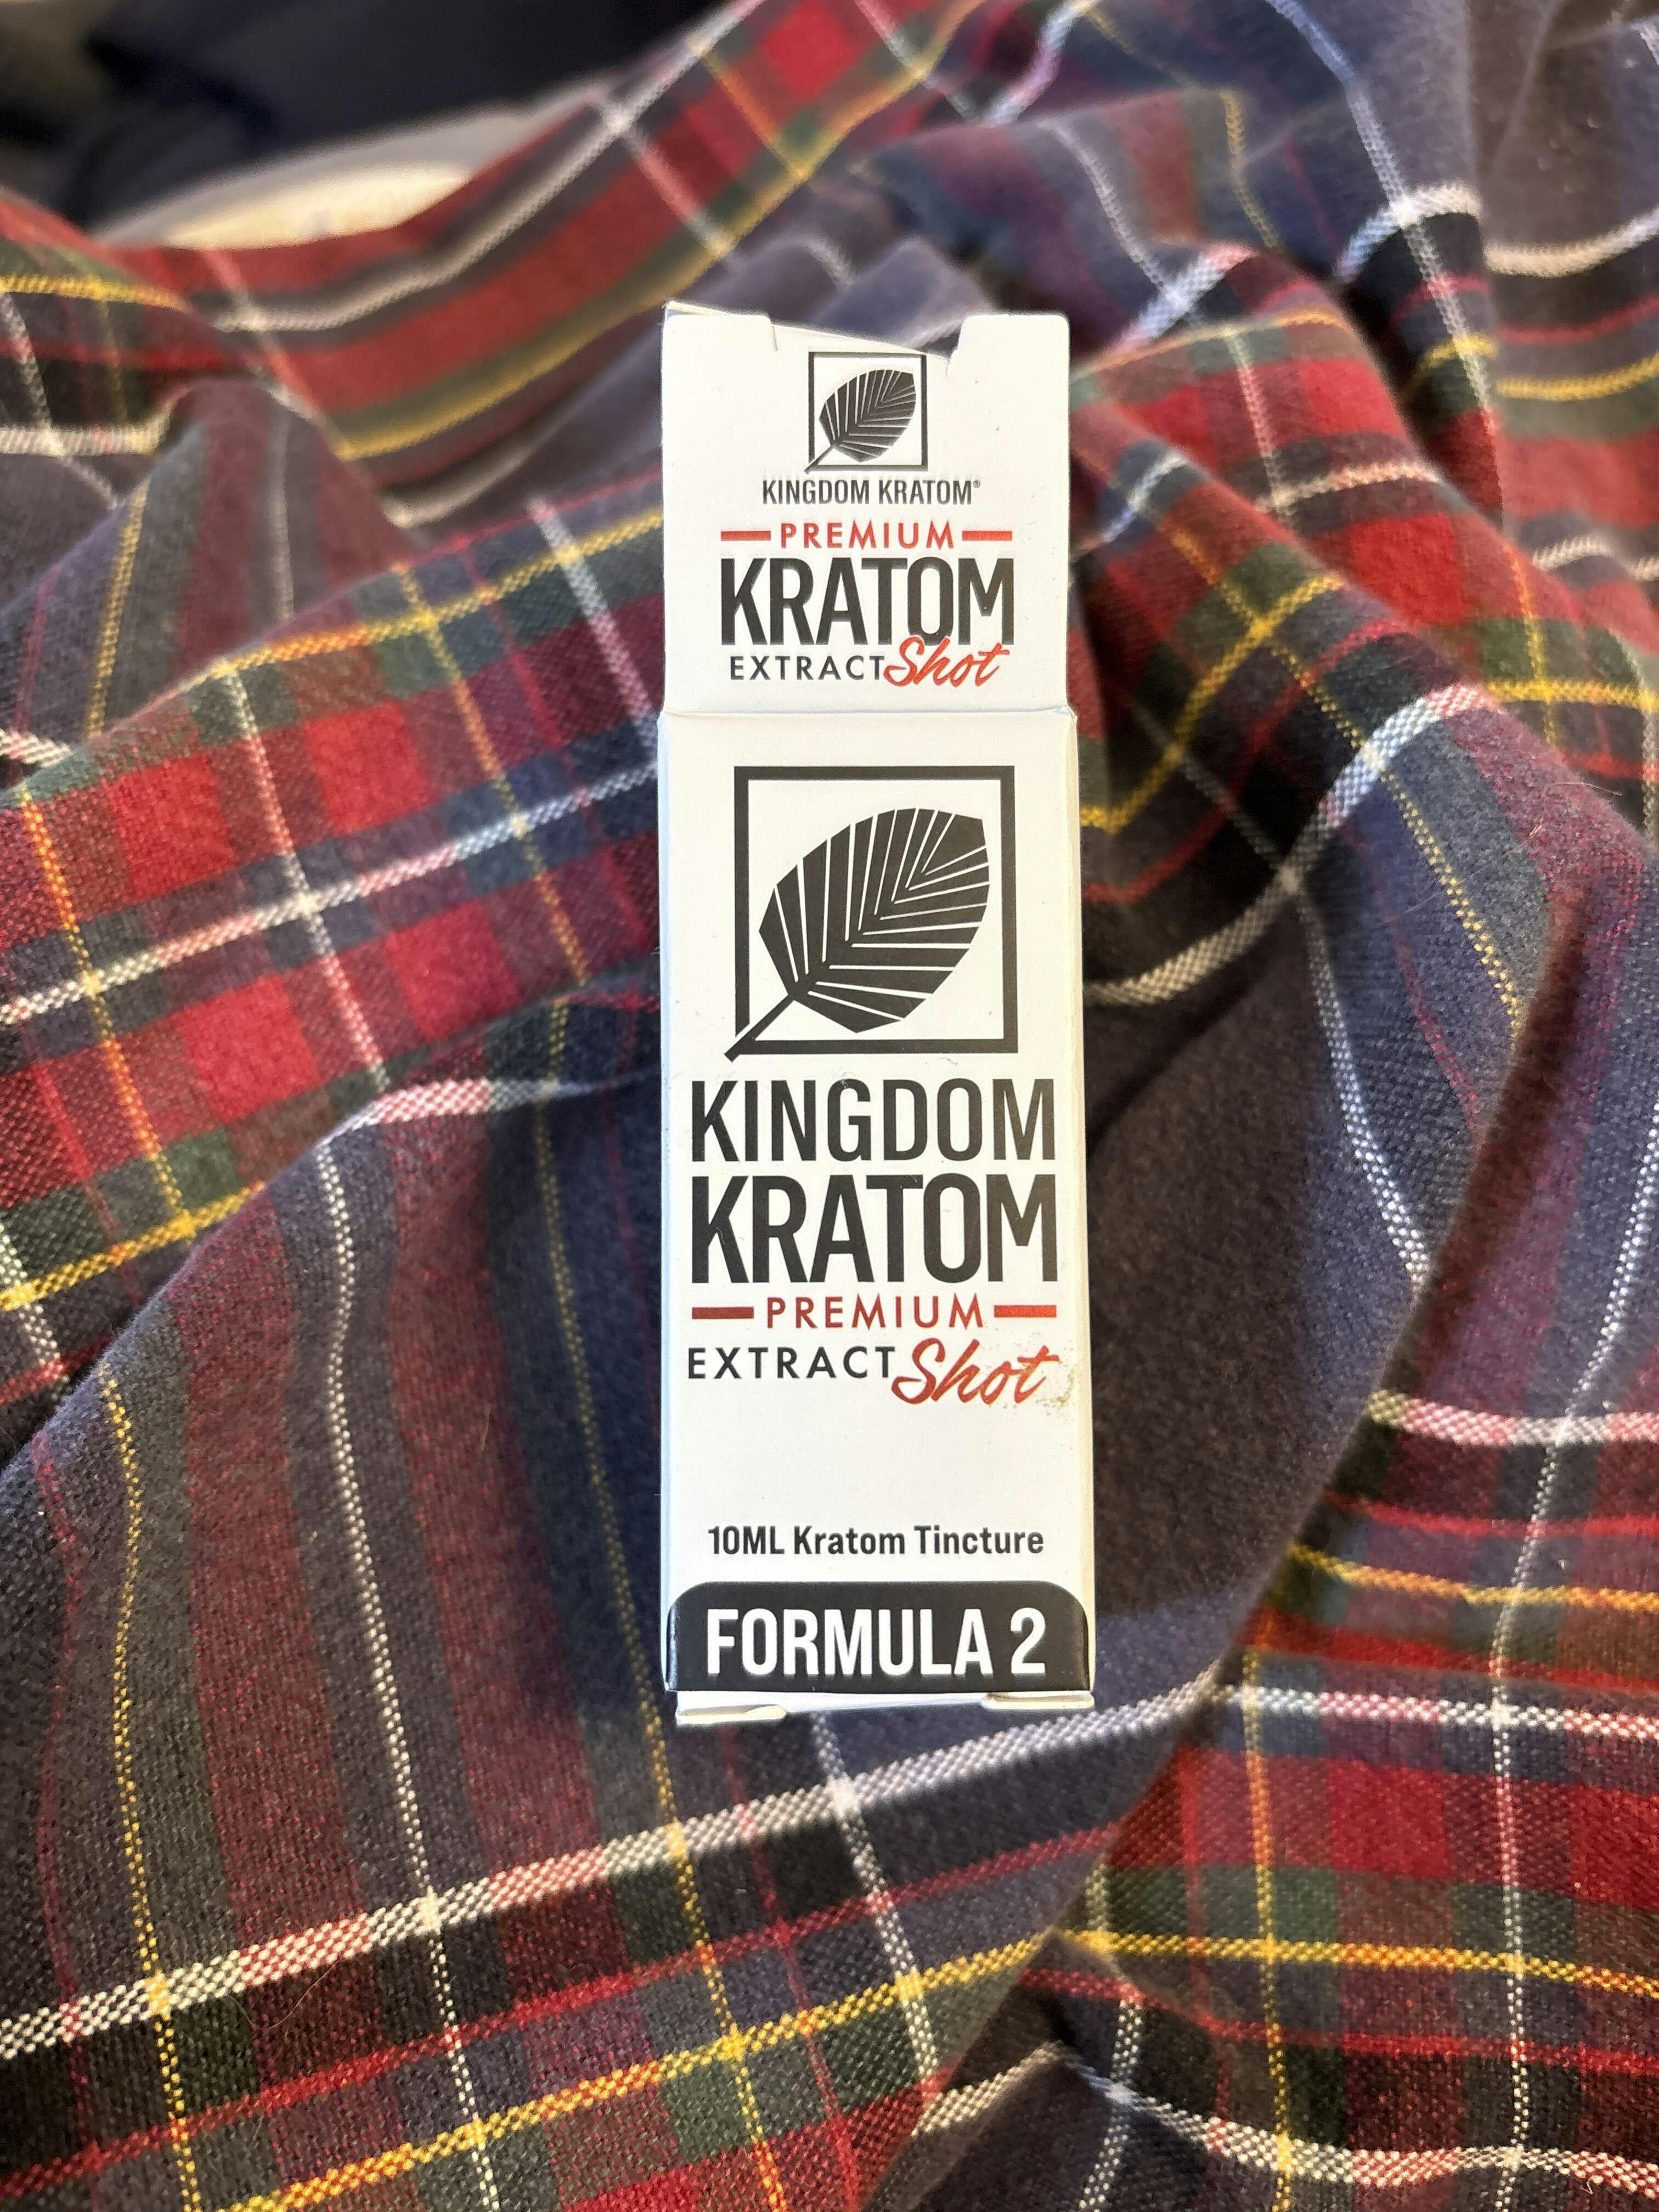 KINGDOM KRATOM®
PREMIUM
KRATOM
EXTRACT Shot
KINGDOM
KRATOM
PREMIUM
EXTRACT Shot
10ML Kratom Tincture
FORMULA 2